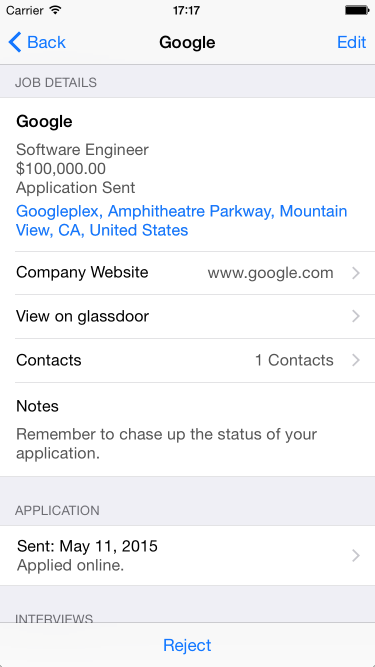 Carrier 17:17
Back Google Edit
JOB DETAILS
Google
Software Engineer
$100,000.00
Application Sent
Googleplex, Amphitheatre Parkway, Mountain
View, CA, United States
Company Website www.google.com
View on glassdoor
Contacts 1 Contacts
Notes
Remember to chase up the status of your
application.
APPLICATION
Sent: May 11, 2015
Applied online.
INTERVIEWS
Reject